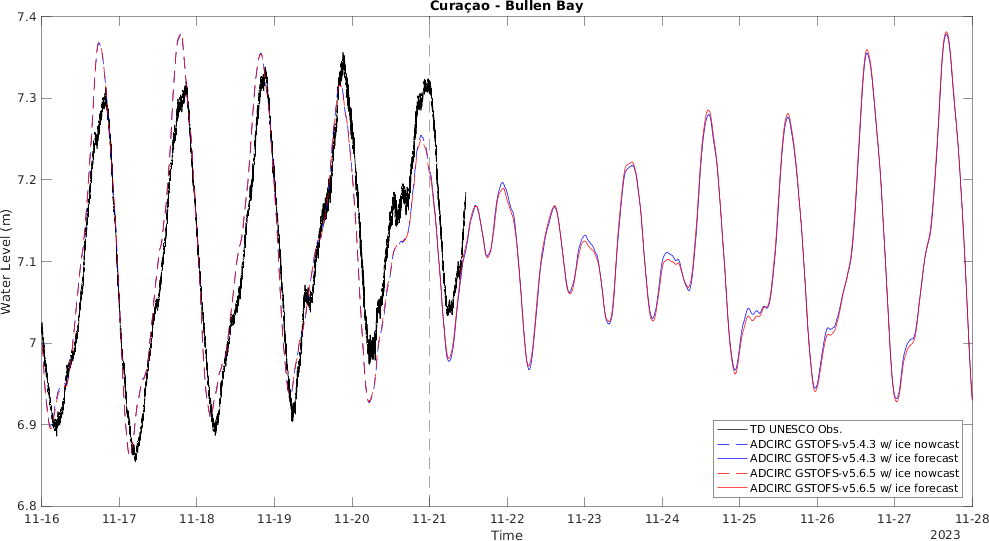 Curaçao - Bullen Bay
Water Level (m)
7.4
7.3
7.2
7.1
7
6.9
6.8
11-16 11-17 11-18 11-19 11-20 11-21 11-22 11-23 11-24 11-25 11-26 11-27 11-28
Time
2023
TD UNESCO Obs.
ADCIRC GSTOFS-v5.4.3 w/ ice nowcast
ADCIRC GSTOFS-v5.4.3 w/ ice forecast
ADCIRC GSTOFS-v5.6.5 w/ ice nowcast
ADCIRC GSTOFS-v5.6.5 w/ ice forecast